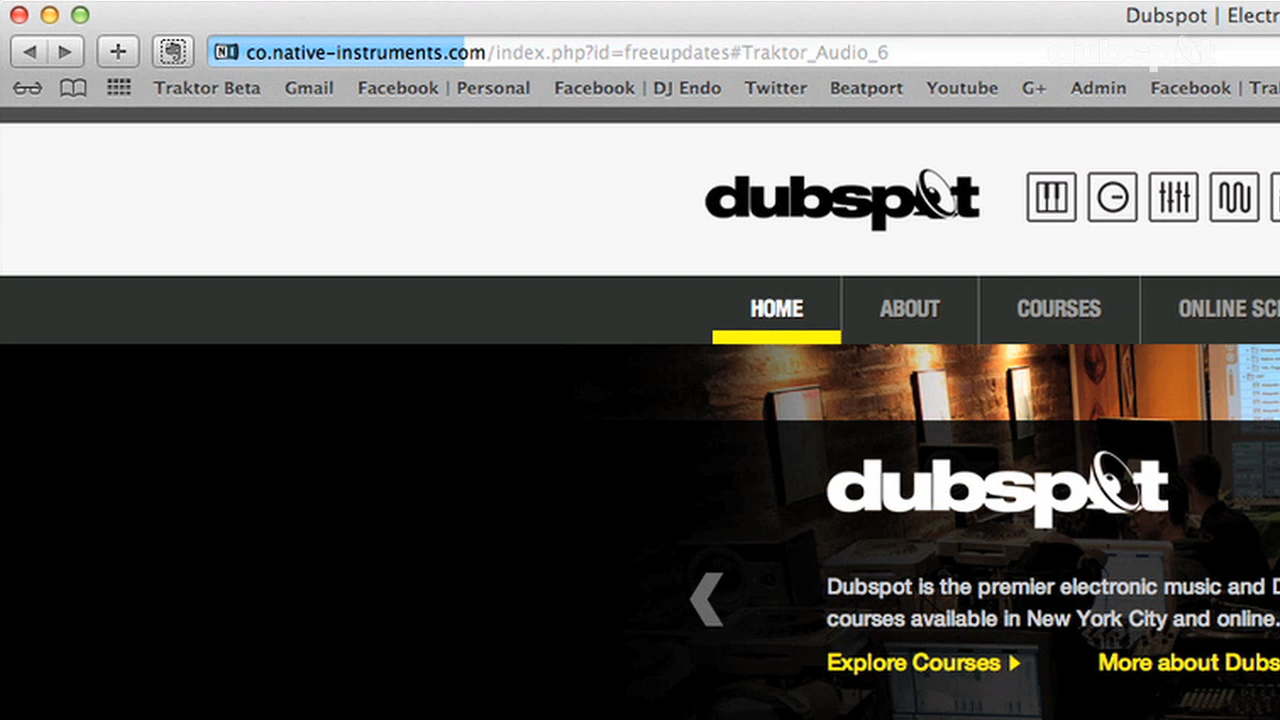 Dubspot | Electr
co.native-instruments.com/index.php?id=freeupdates#Traktor_Audio_6
dubspot
Traktor Beta Gmail Facebook | Personal Facebook | DJ Endo Twitter Beatport Youtube G+ Admin Facebook | Tra
dubspot
HOME ABOUT COURSES ONLINE SC
dubspot
Dubspot is the premier electronic music and D
courses available in New York City and online.
Explore Courses More about Dubs